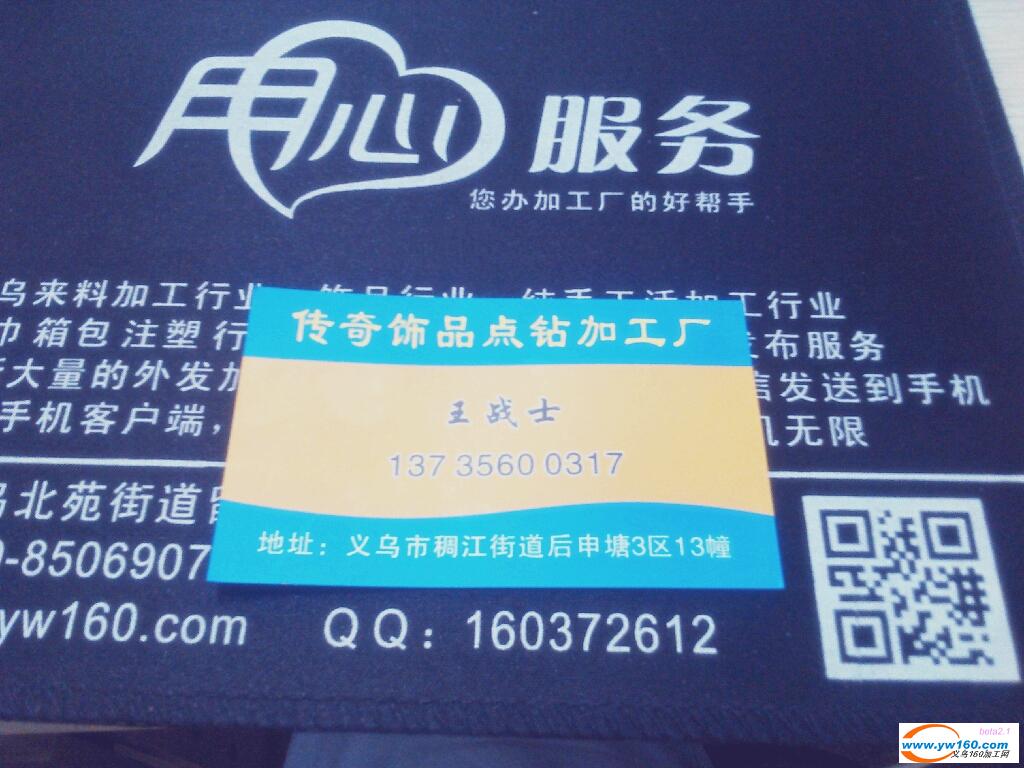 用心 服务
您办加工厂的好帮手
乌来料加工行业
工行业
巾箱包注塑行
布服务
大量的外发加
信发送到手机
手机客户端，
机无限
传奇饰品点钻加工厂
王战士
137 3560 0317
地址：义乌市稠江街道后申塘3区13幢
北苑街道
-8506907
yw160.com QQ：160372612
bota2.1
www.yw160.com
义乌160加工网